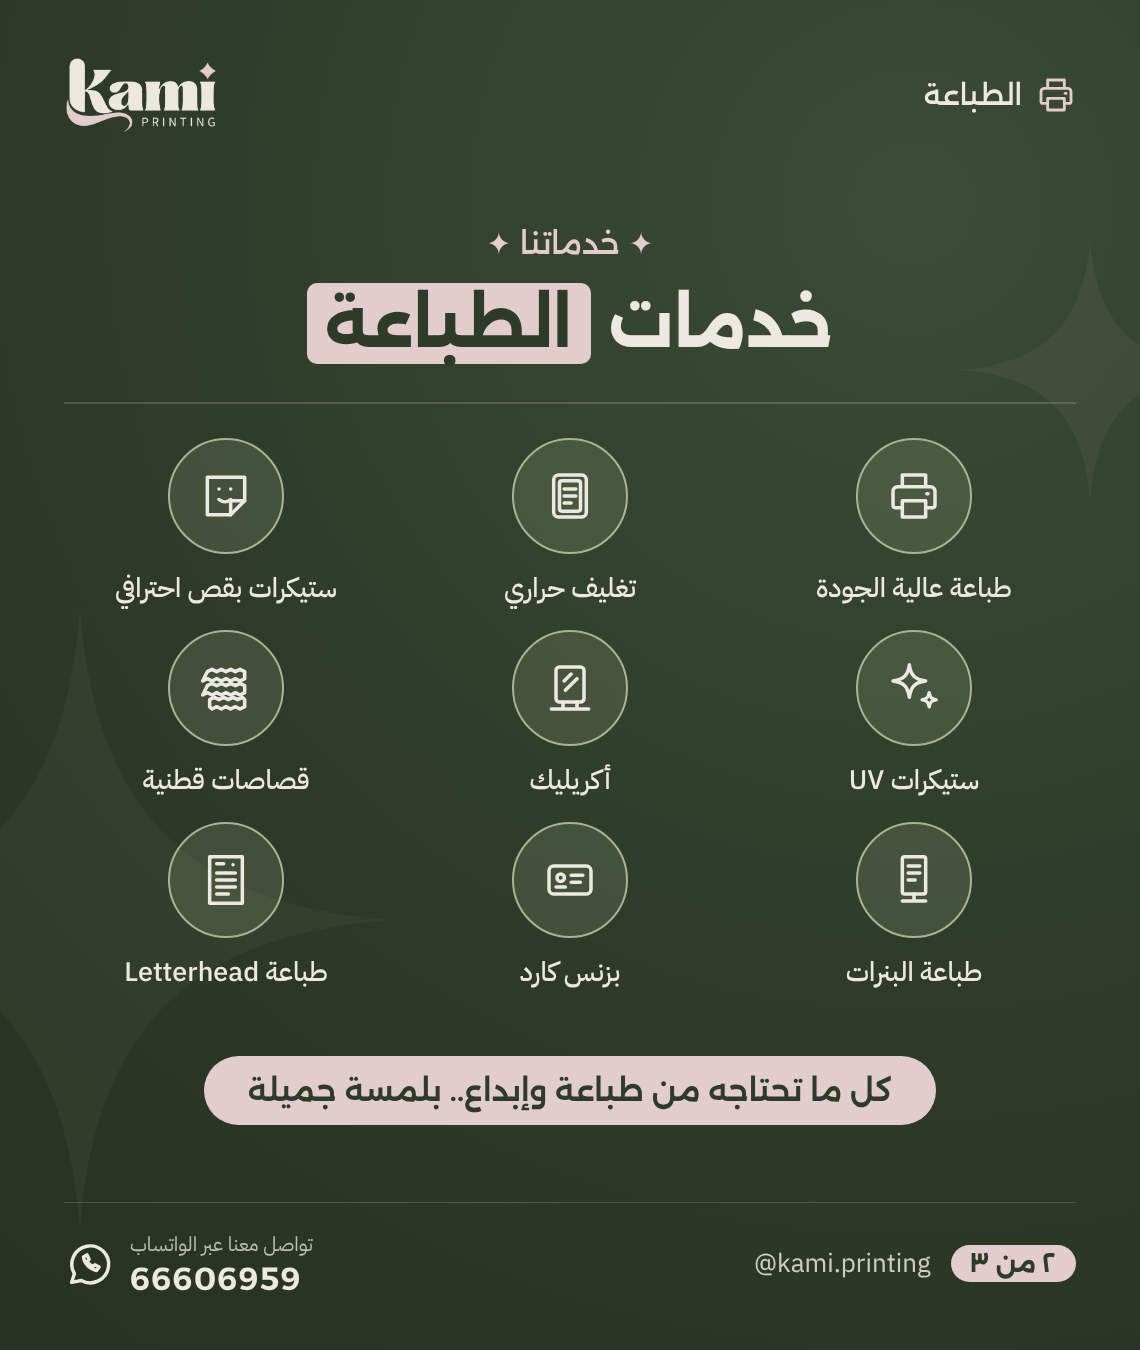 الطباعة
Kami
PRINTING
✦ خدماتنا ✦
خدمات الطباعة
طباعة عالية الجودة
تغليف حراري
ستيكرات بقص احترافي
ستيكرات UV
أكريليك
قصاصات قطنية
طباعة البنرات
بزنس كارد
طباعة Letterhead
كل ما تحتاجه من طباعة وإبداع.. بلمسة جميلة
٢ من ٣
@kami.printing
تواصل معنا عبر الواتساب
66606959